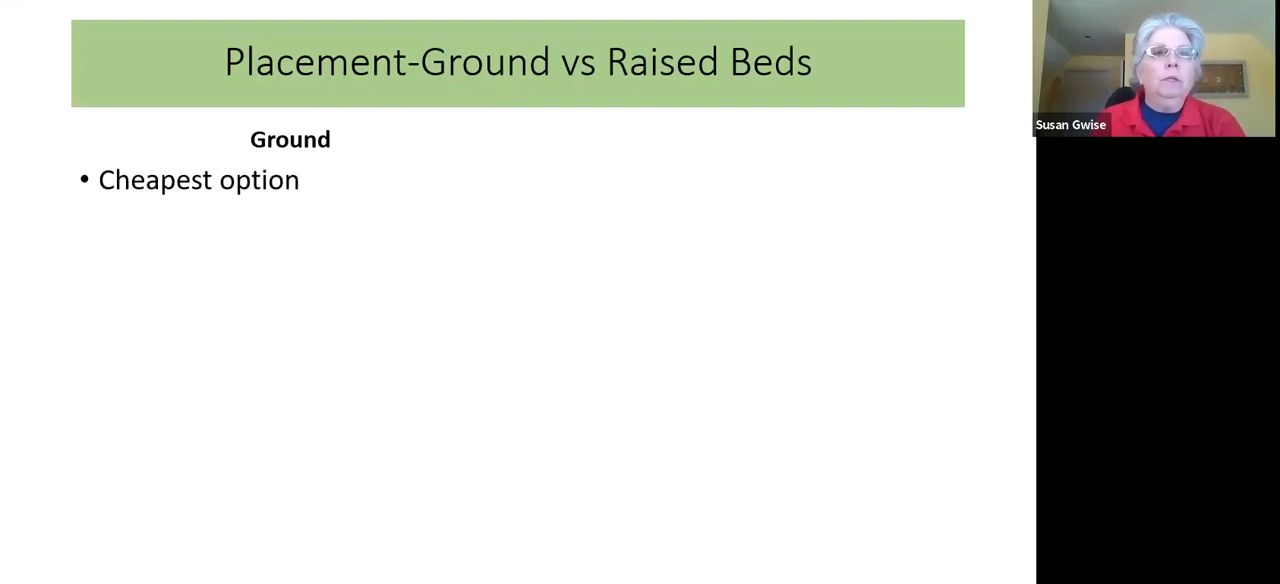 Placement-Ground vs Raised Beds
Susan Gwise
Ground
• Cheapest option